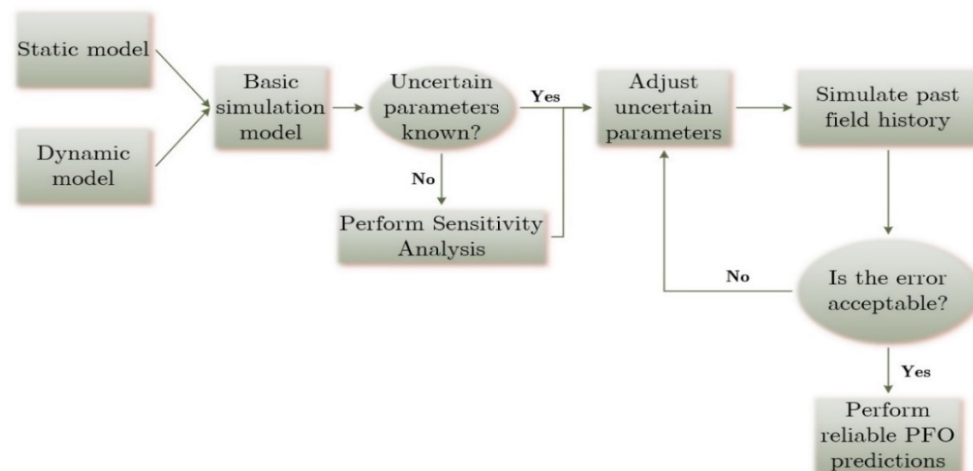 Static model
Dynamic
model
Basic
simulation
model
Uncertain
parameters
known?
Yes
No
Perform Sensitivity
Analysis
Adjust
uncertain
parameters
Simulate past
field history
Is the error
acceptable?
No
Yes
Perform
reliable PFO
predictions